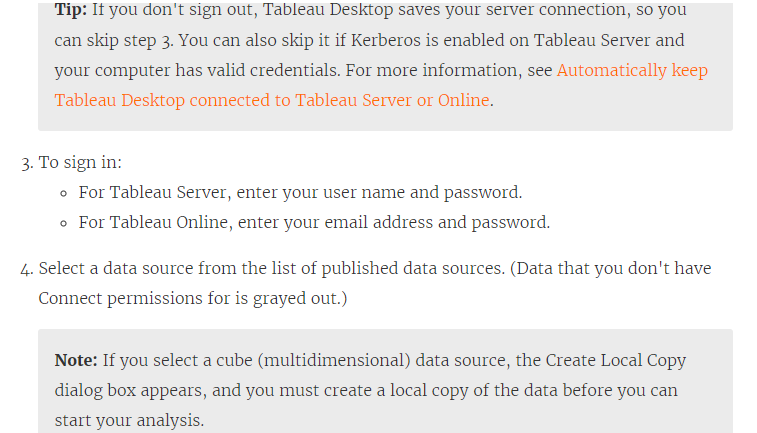 Tip: If you don't sign out, Tableau Desktop saves your server connection, so you
can skip step 3. You can also skip it if Kerberos is enabled on Tableau Server and
your computer has valid credentials. For more information, see Automatically keep
Tableau Desktop connected to Tableau Server or Online.
3. To sign in:
◦ For Tableau Server, enter your user name and password.
◦ For Tableau Online, enter your email address and password.
4. Select a data source from the list of published data sources. (Data that you don't have
Connect permissions for is grayed out.)
Note: If you select a cube (multidimensional) data source, the Create Local Copy
dialog box appears, and you must create a local copy of the data before you can
start your analysis.